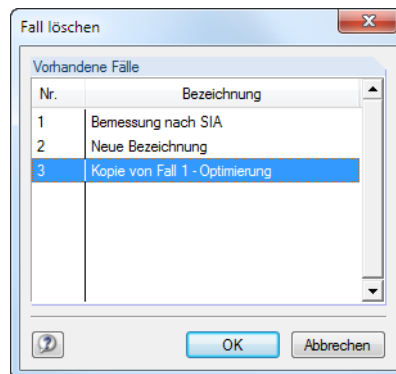 Fall löschen
Vorhandene Fälle
Nr. Bezeichnung
1 Bemessung nach SIA
2 Neue Bezeichnung
3 Kopie von Fall 1 - Optimierung
OK Abbrechen